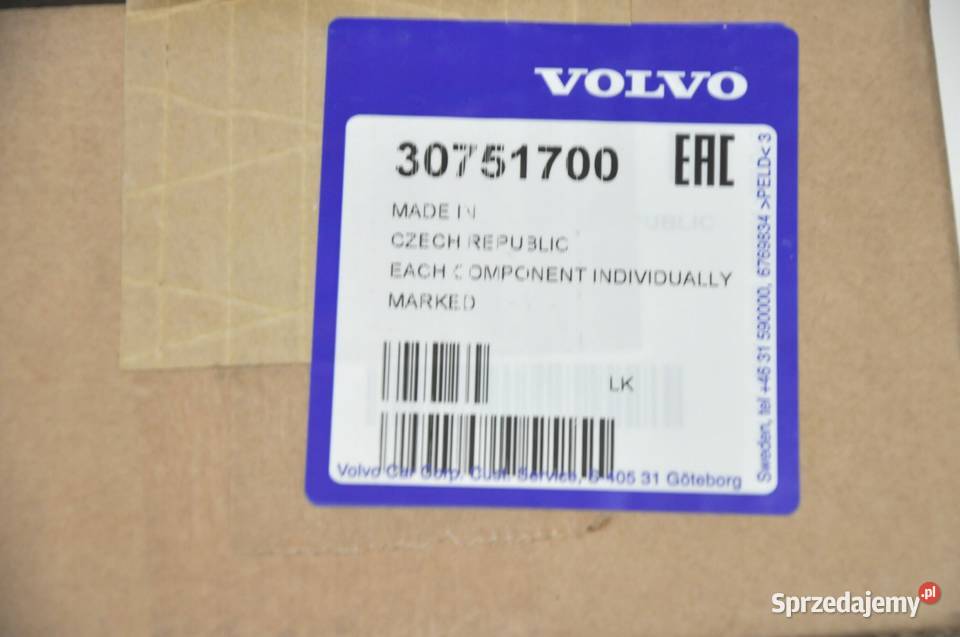 VOLVO
30751700
EAC
MADE IN
CZECH REPUBLIC
EACH COMPONENT INDIVIDUALLY
MARKED
LK
Volvo Car Corp. Cust. Service, S-405 31 Göteborg
Sweden, tel +46 31 590000, 6769834 >PELD< 3
UBLIC
Sprzedajemy.pl